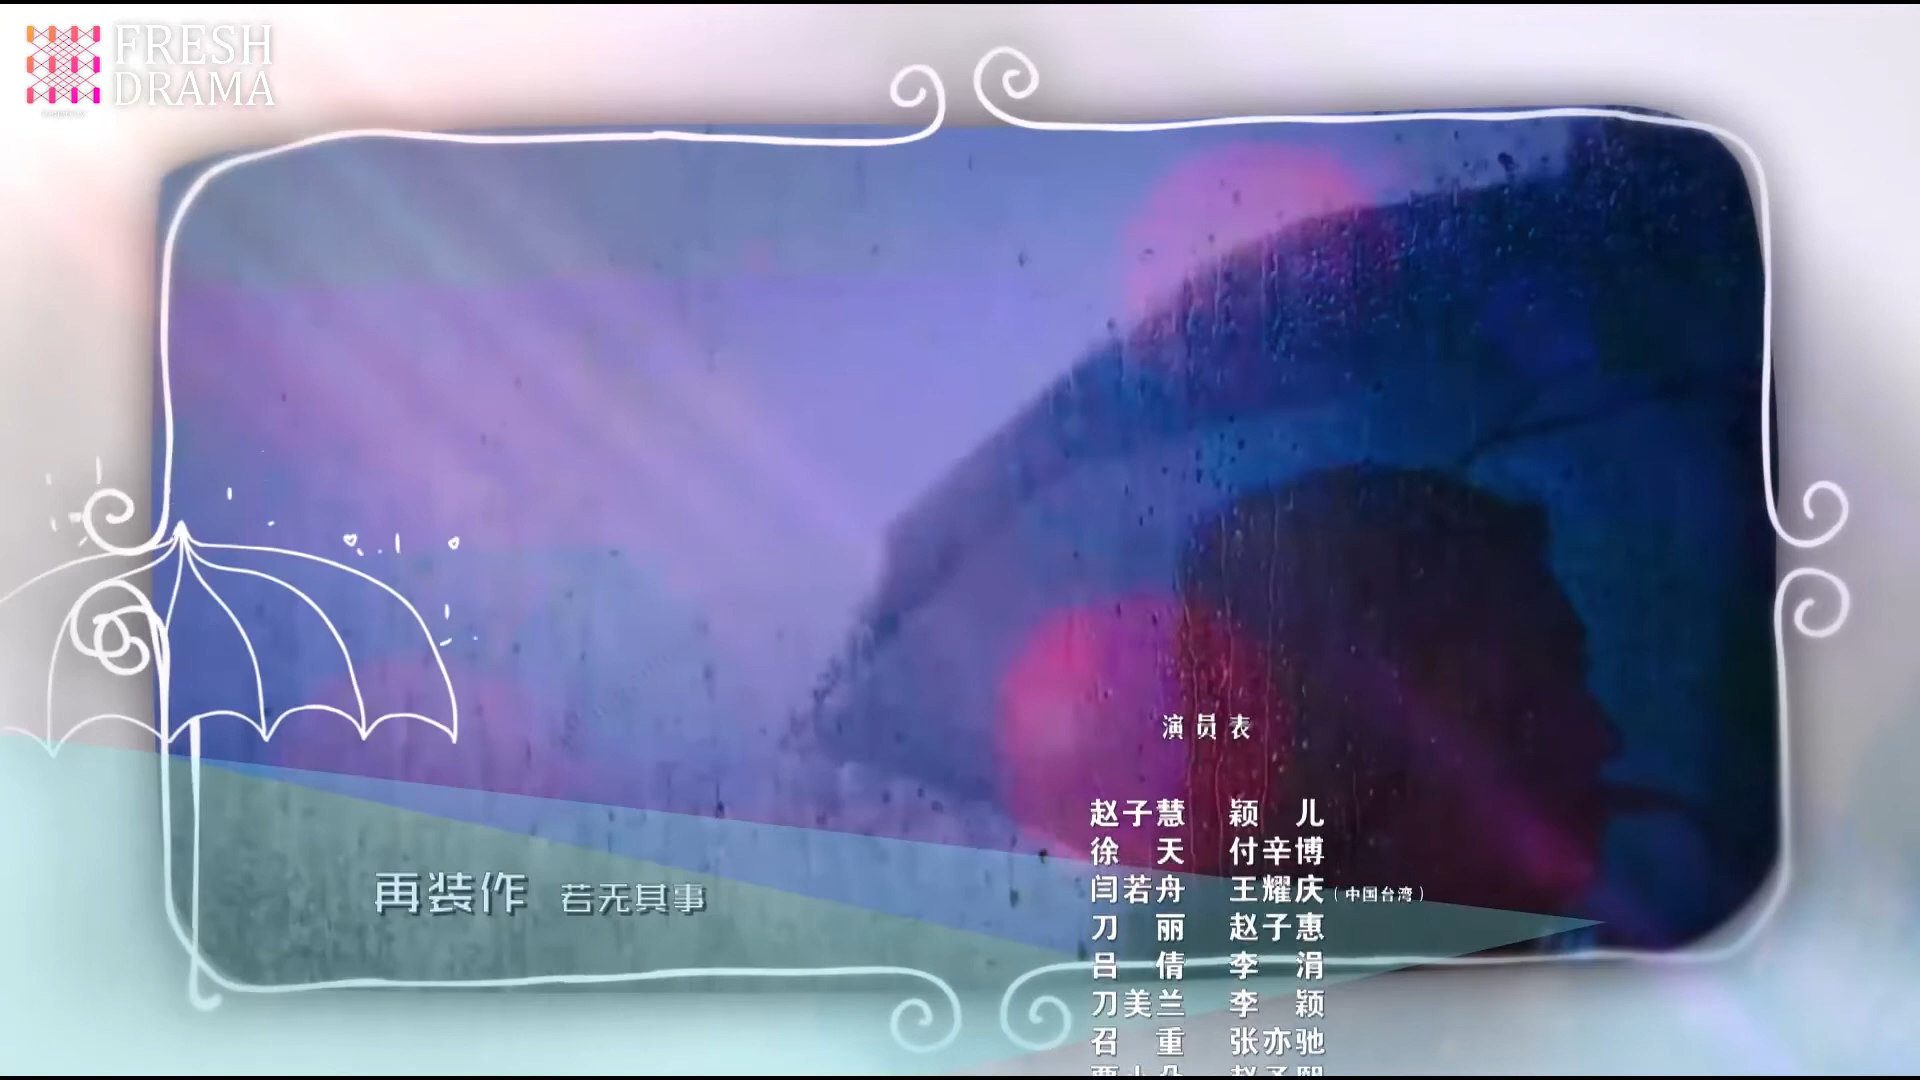 FRESH
DRAMA
演员表
赵子慧 颖儿
徐天 付辛博
闫若舟 王耀庆（中国台湾）
刀丽 赵子惠
吕倩 李涓
刀美兰 李颖
召重 张亦驰
再装作 若无其事